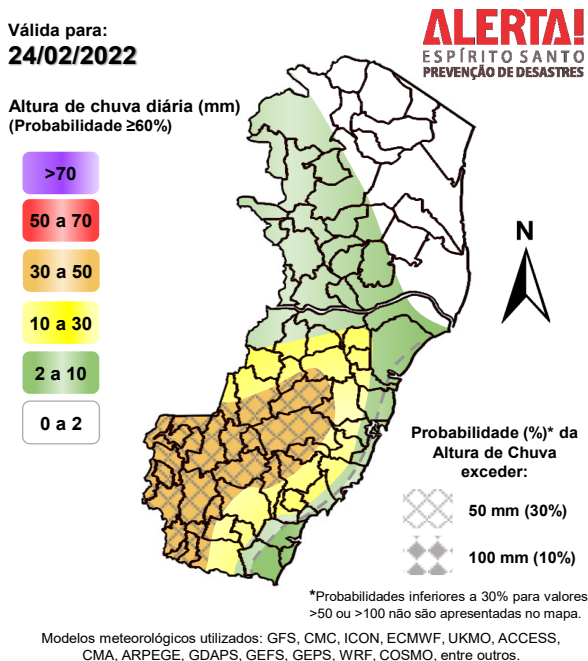 Válida para:
24/02/2022
ALERTA!
ESPÍRITO SANTO
PREVENÇÃO DE DESASTRES
Altura de chuva diária (mm)
(Probabilidade ≥60%)
>70
50 a 70
30 a 50
10 a 30
2 a 10
0 a 2
N
Probabilidade (%)* da
Altura de Chuva
exceder:
50 mm (30%)
100 mm (10%)
*Probabilidades inferiores a 30% para valores
>50 ou >100 não são apresentadas no mapa.
Modelos meteorológicos utilizados: GFS, CMC, ICON, ECMWF, UKMO, ACCESS,
CMA, ARPEGE, GDAPS, GEFS, GEPS, WRF, COSMO, entre outros.